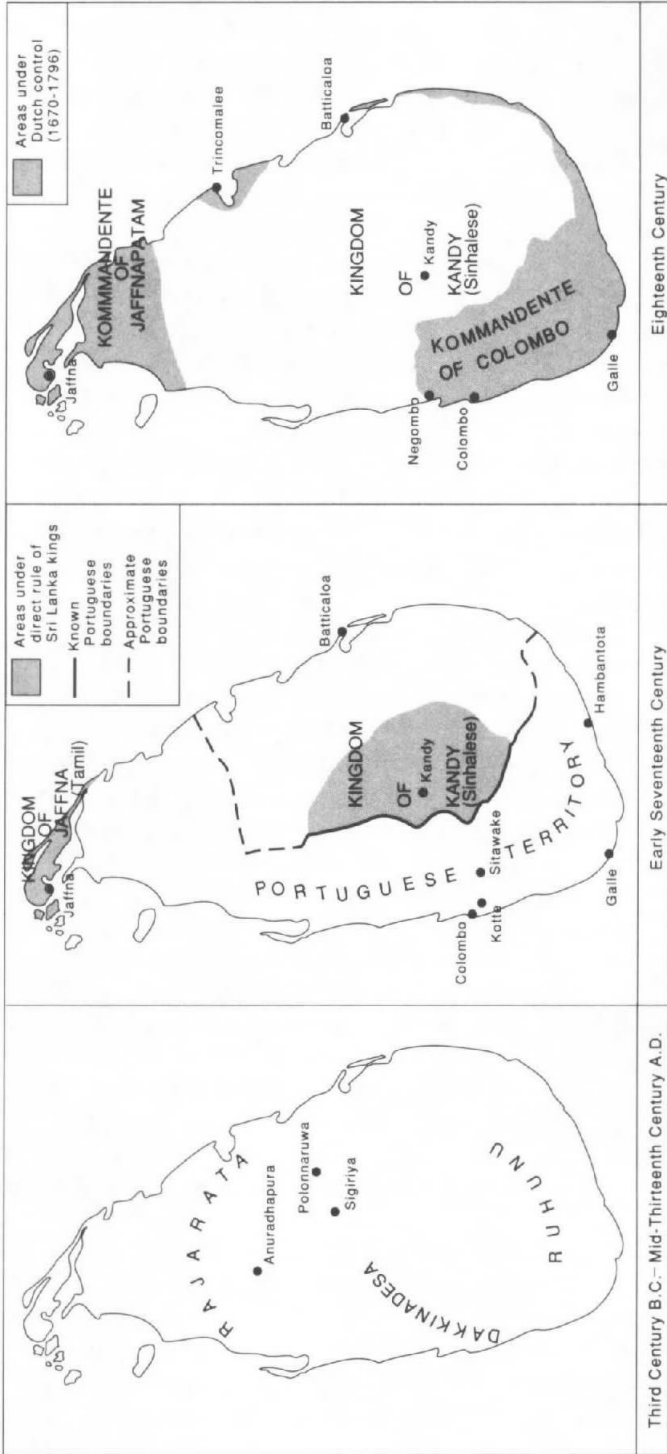 RAJARATA
Anuradhapura
Polonnaruwa
Sigiriya
DAKKINADESA
RUHUNU
Third Century B.C.– Mid-Thirteenth Century A.D.
Areas under
direct rule of
Sri Lanka kings
Known
Portuguese
boundaries
Approximate
Portuguese
boundaries
KINGDOM
OF
JAFFNA
(Tamil)
Jaffna
Batticaloa
KINGDOM
OF
Kandy
KANDY
(Sinhalese)
PORTUGUESE TERRITORY
Colombo
Kotte
Sitawake
Hambantota
Galle
Early Seventeenth Century
Areas under
Dutch control
(1670-1796)
Jaffna
KOMMMANDENTE
OF
JAFFNAPATAM
Trincomalee
Batticaloa
KINGDOM
OF
Kandy
KANDY
(Sinhalese)
Negombo
Colombo
KOMMANDENTE
OF COLOMBO
Galle
Eighteenth Century